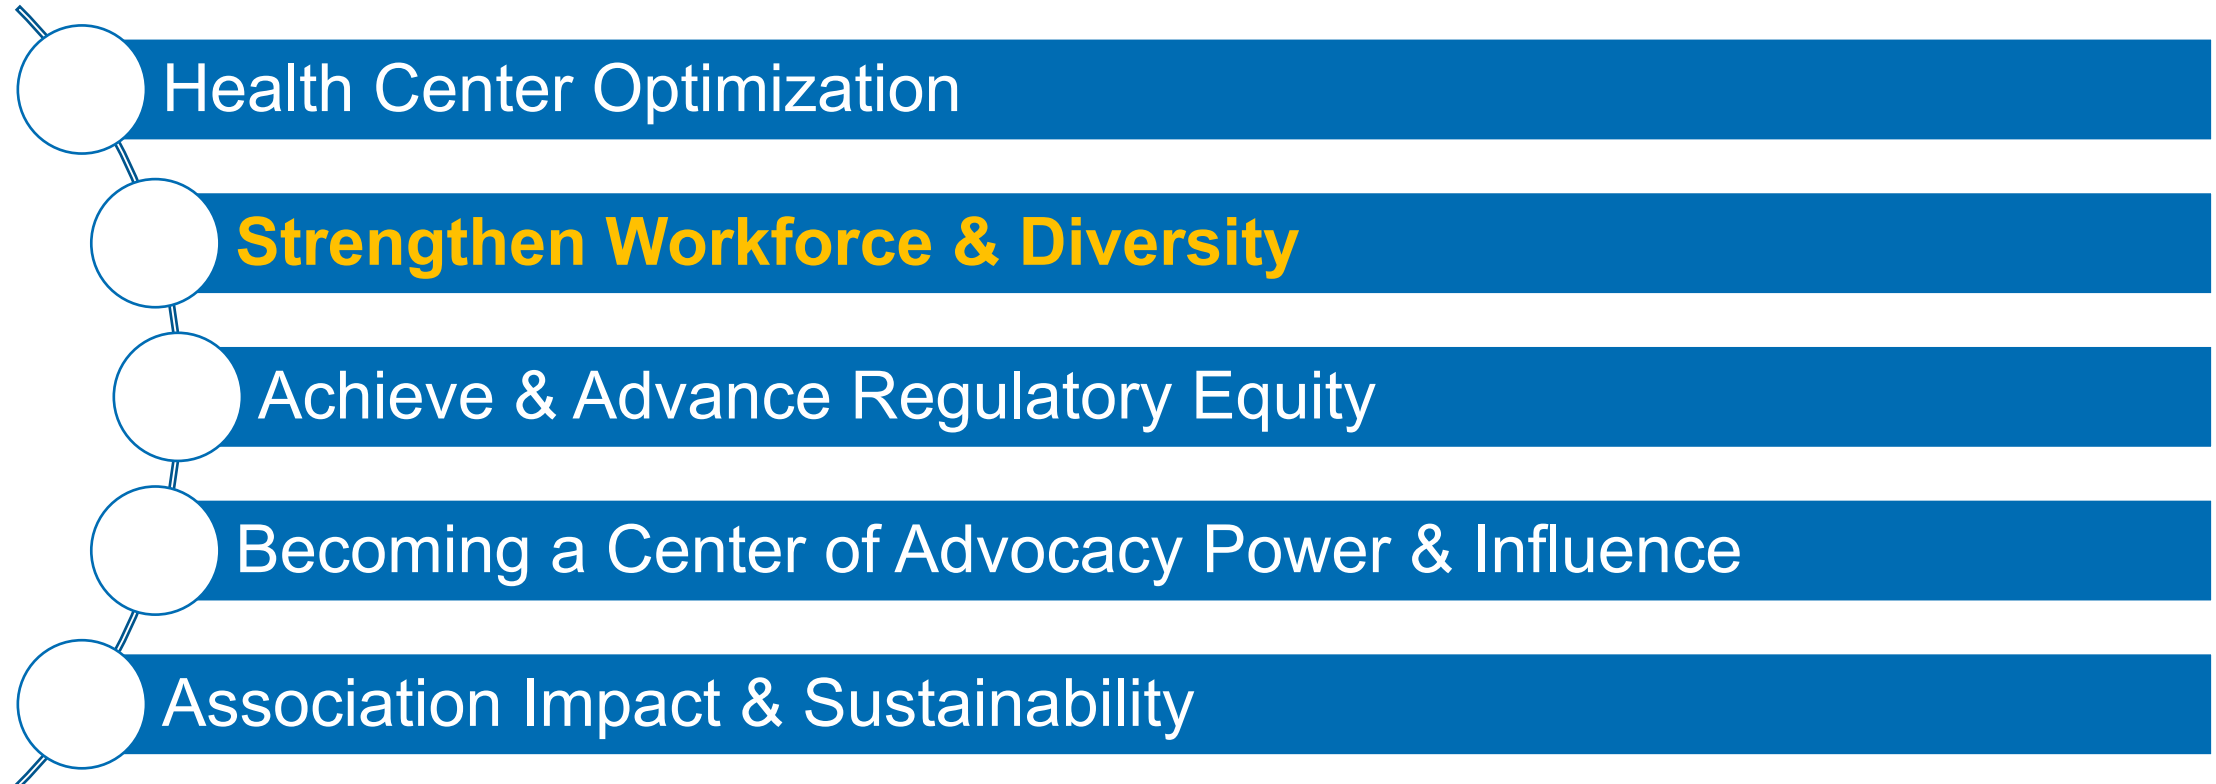 Health Center Optimization
Strengthen Workforce & Diversity
Achieve & Advance Regulatory Equity
Becoming a Center of Advocacy Power & Influence
Association Impact & Sustainability